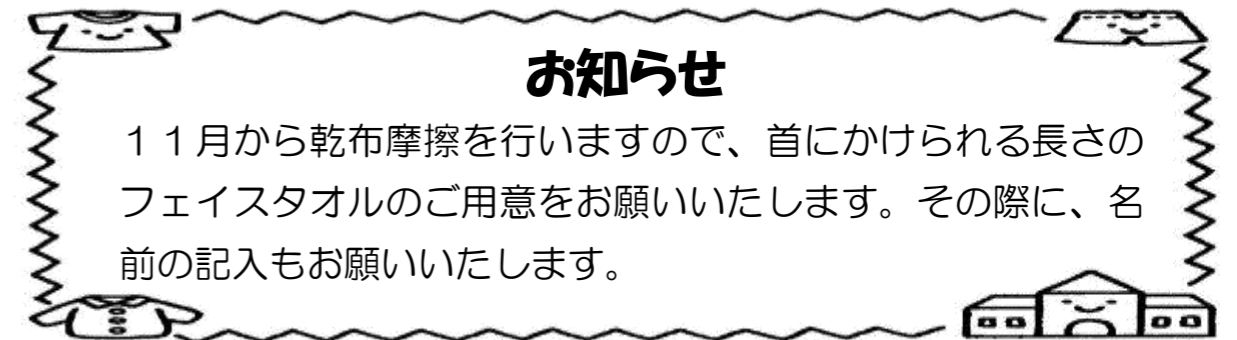 お知らせ
１１月から乾布摩擦を行いますので、首にかけられる長さの
フェイスタオルのご用意をお願いいたします。その際に、名
前の記入もお願いいたします。